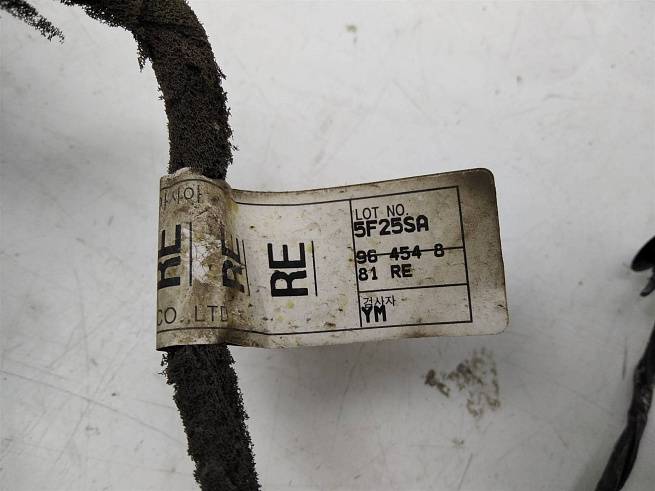 LOT NO.
5F25SA
96 454 8
81 RE
검사자
YM
RE
RE
RE
CO., LTD